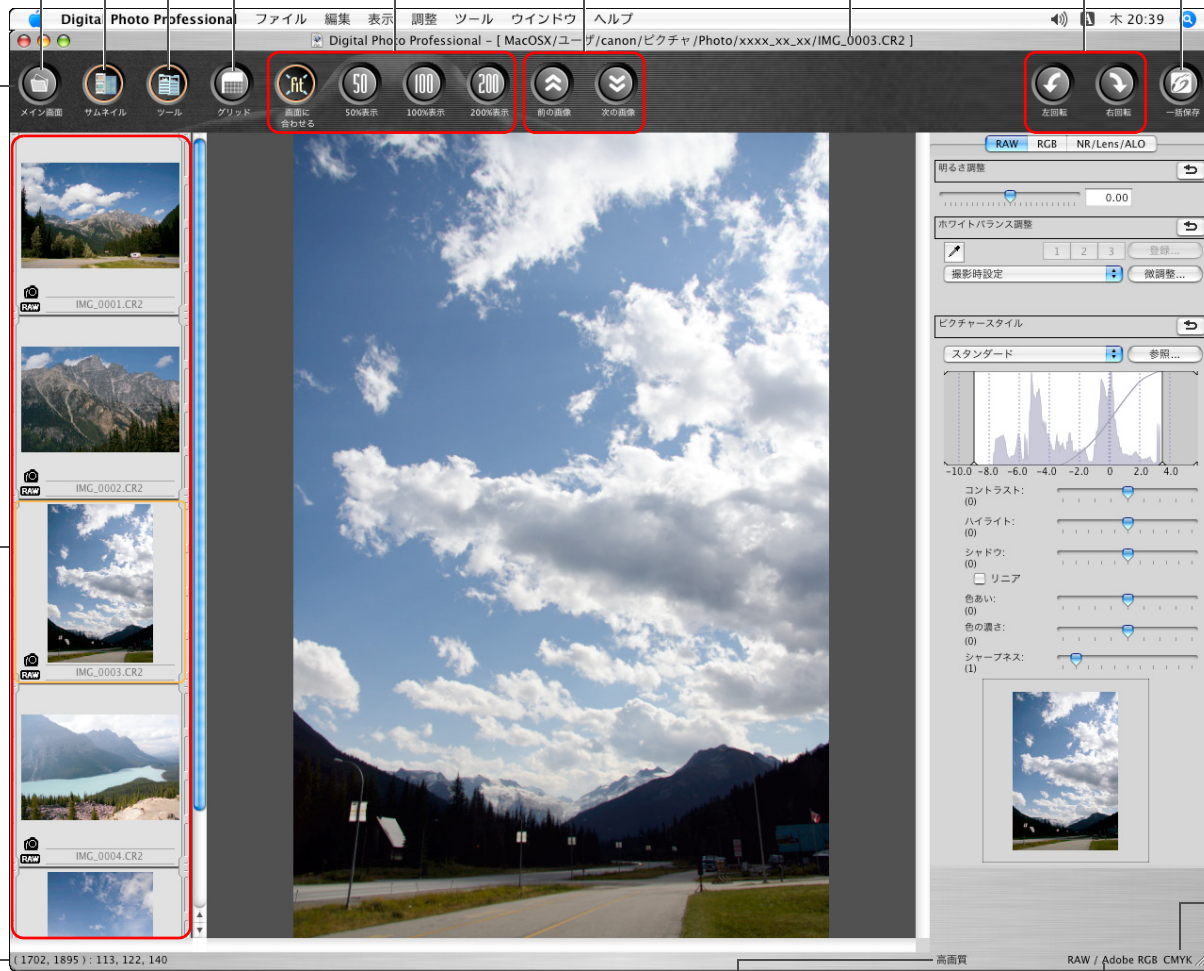 Digital Photo Professional ファイル 編集 表示 調整 ツール ウインドウ ヘルプ A 木 20:39
Digital Photo Professional – [ MacOSX/ユーザ/canon/ピクチャ/Photo/xxxx_xx_xx/IMG_0003.CR2 ]
fit 50 100 200
メイン画面 サムネイル ツール グリッド 画面に合わせる 50%表示 100%表示 200%表示 前の画像 次の画像 左回転 右回転 一括保存
RAW
IMG_0001.CR2
RAW
IMG_0002.CR2
RAW
IMG_0003.CR2
RAW
IMG_0004.CR2
RAW RGB NR/Lens/ALO
明るさ調整
0.00
ホワイトバランス調整
1 2 3 登録...
撮影時設定 微調整...
ピクチャースタイル
スタンダード 参照...
-10.0 -8.0 -6.0 -4.0 -2.0 0 2.0 4.0
コントラスト:
(0)
ハイライト:
(0)
シャドウ:
(0)
リニア
色あい:
(0)
色の濃さ:
(0)
シャープネス:
(1)
( 1702, 1895 ) : 113, 122, 140 高画質 RAW / Adobe RGB CMYK